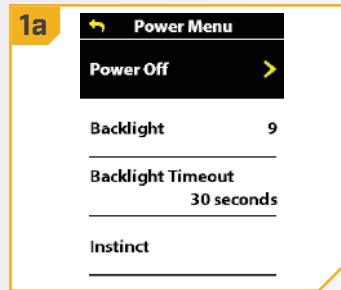 1a
Power Menu
Power Off
Backlight 9
Backlight Timeout
30 seconds
Instinct